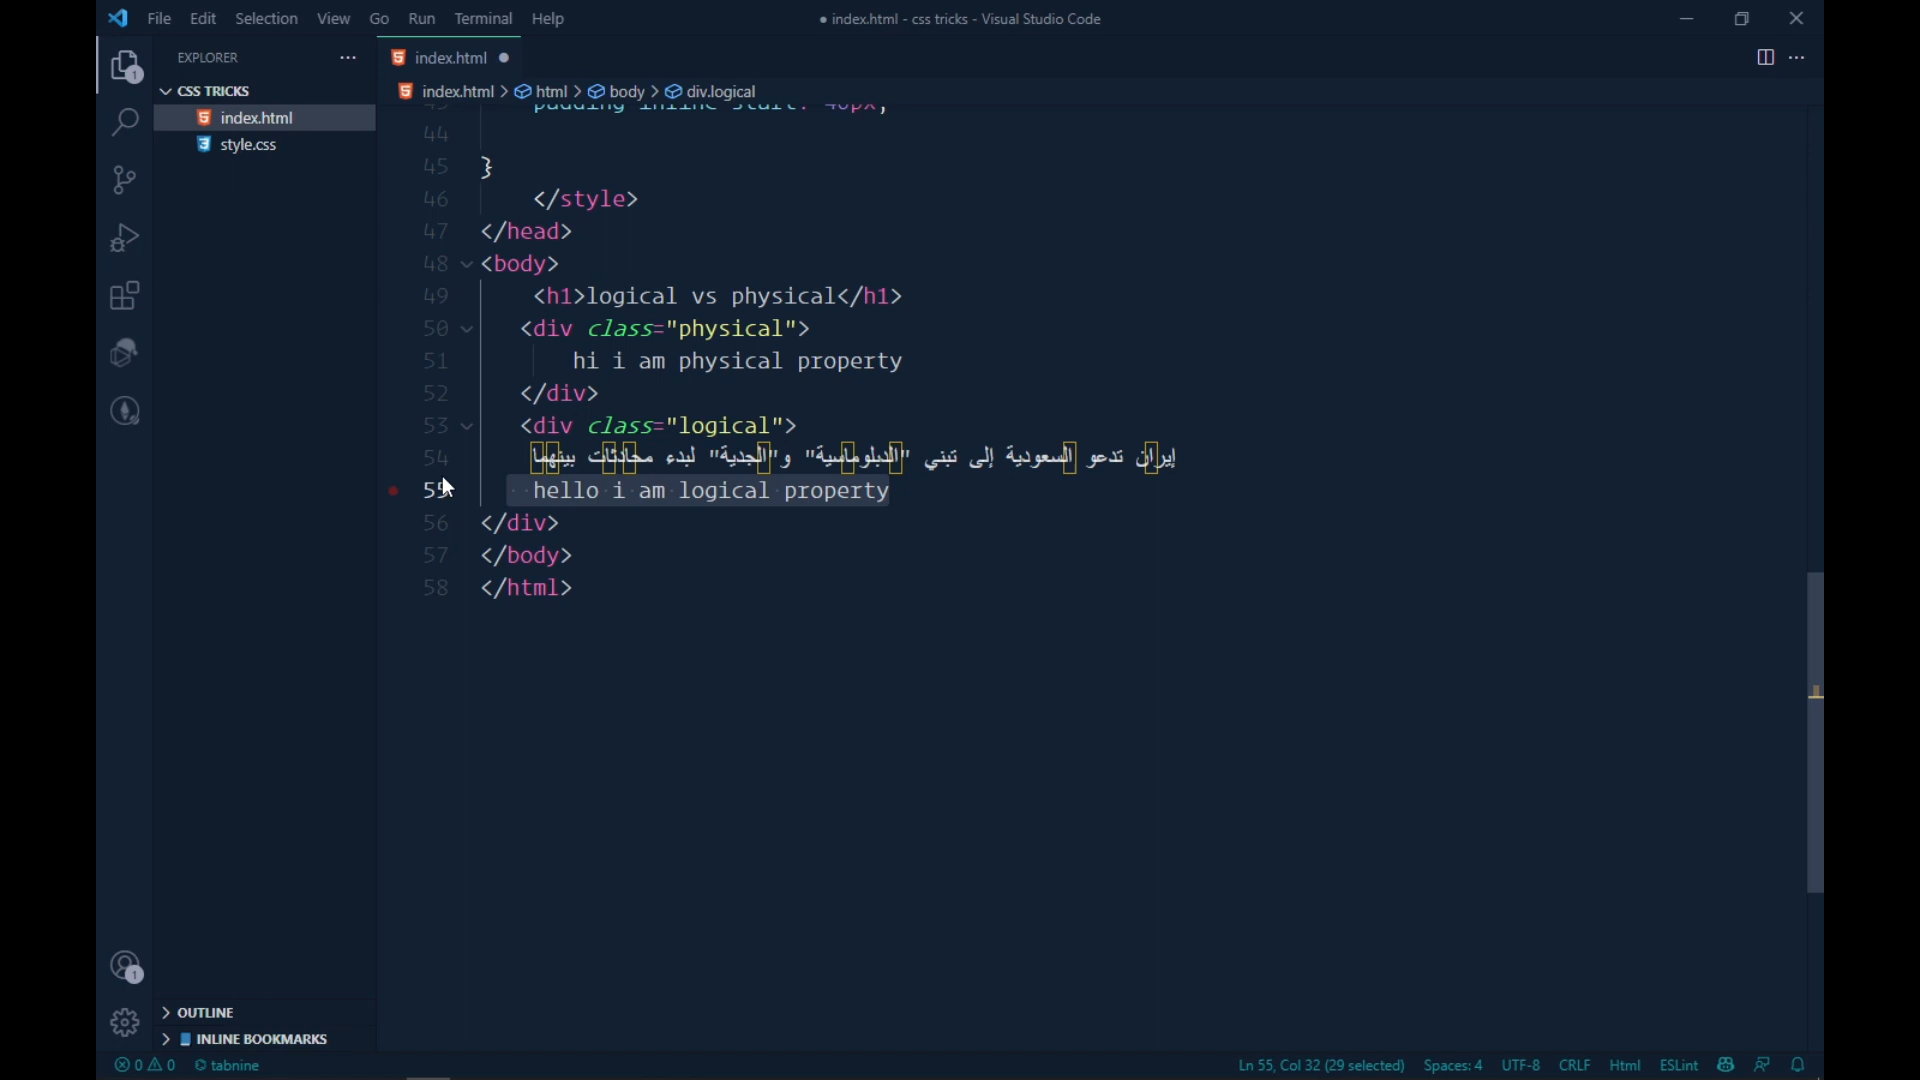 File Edit Selection View Go Run Terminal Help
● index.html - css tricks - Visual Studio Code
EXPLORER
CSS TRICKS
index.html
style.css
OUTLINE
INLINE BOOKMARKS
index.html ●
index.html > html > body > div.logical
43 padding-inline-start: 40px;
44
45 }
46 </style>
47 </head>
48 <body>
49 <h1>logical vs physical</h1>
50 <div class="physical">
51 hi i am physical property
52 </div>
53 <div class="logical">
54 إيران تدعو السعودية إلى تبني "الدبلوماسية" و"الجدية" لبدء محادثات بينهما
55 ··hello·i·am·logical·property
56 </div>
57 </body>
58 </html>
1
1
0 0 tabnine
Ln 55, Col 32 (29 selected) Spaces: 4 UTF-8 CRLF Html ESLint